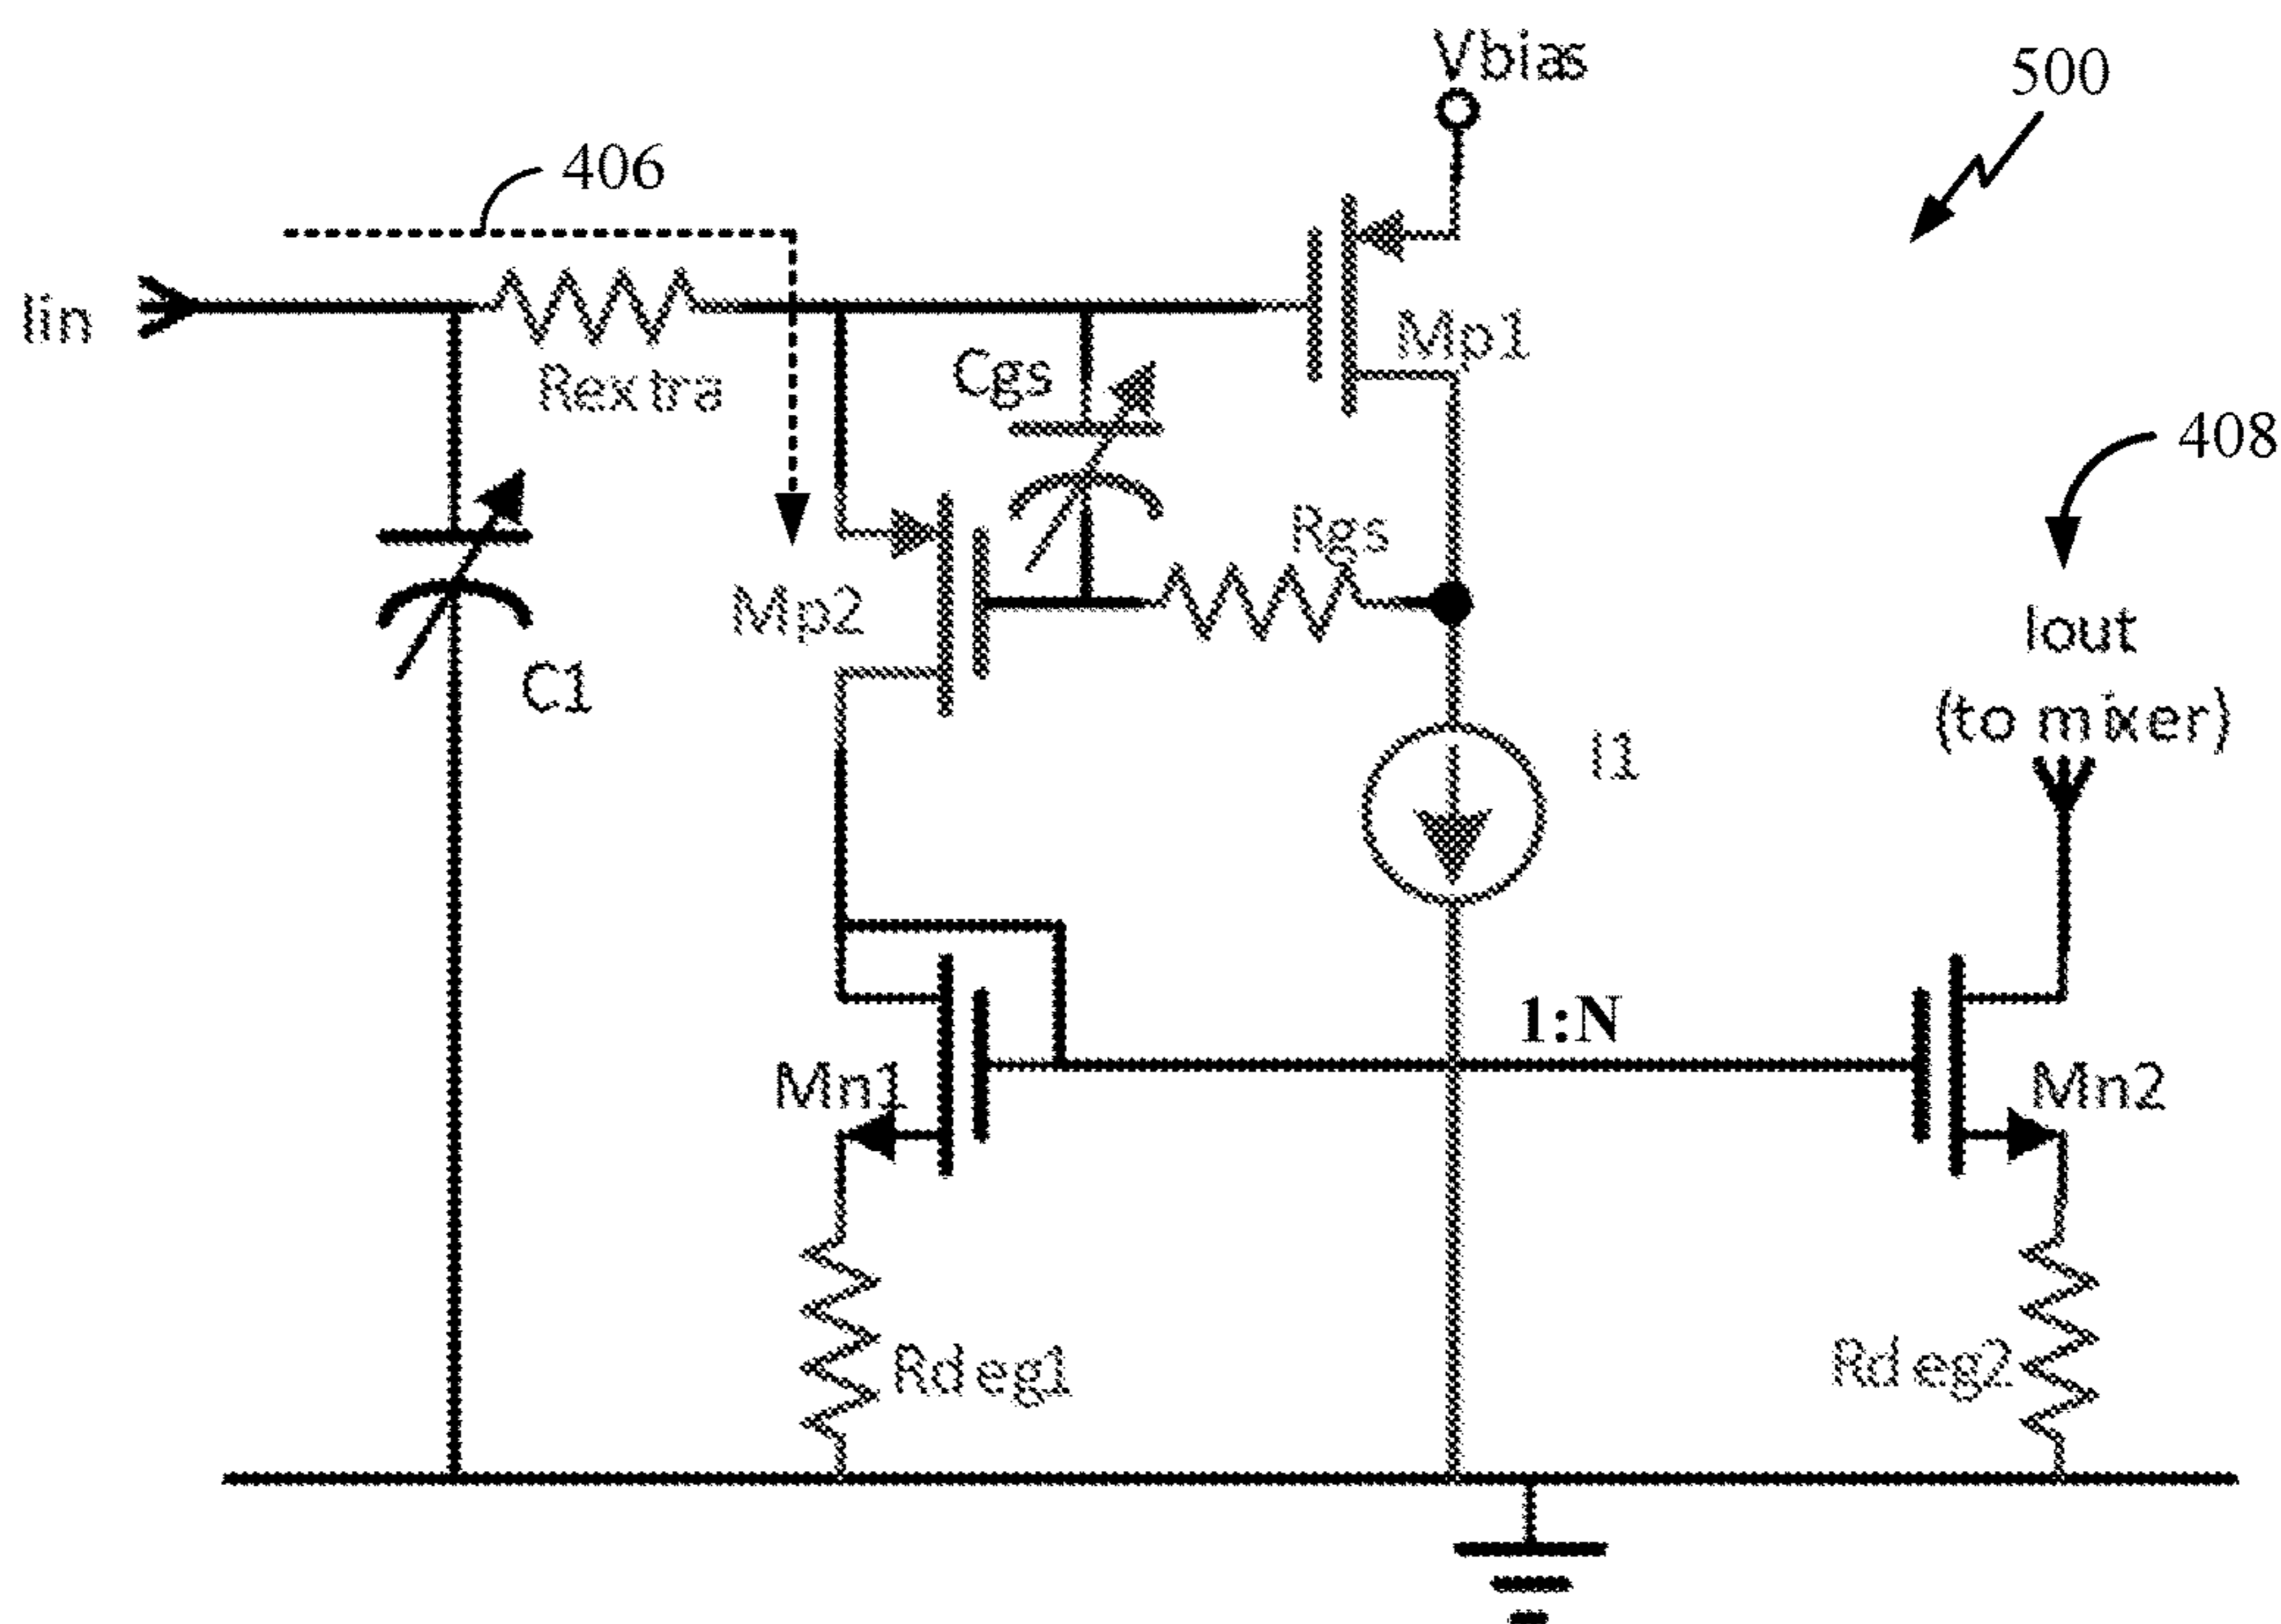 Vbias
500
406
Iin
Rextra
Cgs
Mp1
408
Rgs
Mp2
C1
Iout
(to mixer)
I1
1:N
Mn1
Mn2
Rdeg1
Rdeg2